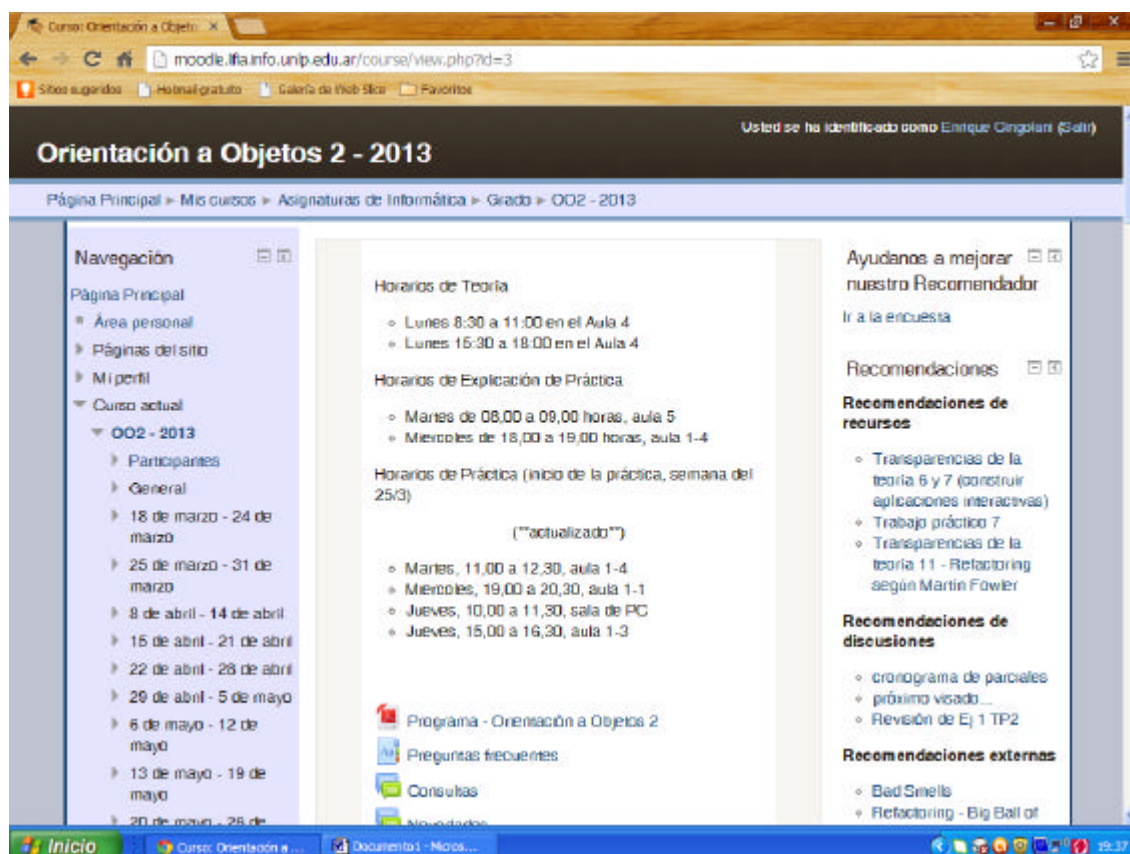 Curso: Orientación a Objeto
moodle.lifia.info.unlp.edu.ar/course/view.php?id=3
Sitios sugeridos
Hotmail gratuito
Galería de Web Slice
Favoritos
Usted se ha identificado como Enrique Cingolani (Salir)
Orientación a Objetos 2 - 2013
Página Principal ► Mis cursos ► Asignaturas de Informática ► Grado ► OO2 - 2013
Navegación
Página Principal
Área personal
Páginas del sitio
Mi perfil
Curso actual
OO2 - 2013
Participantes
General
18 de marzo - 24 de
marzo
25 de marzo - 31 de
marzo
8 de abril - 14 de abril
15 de abril - 21 de abril
22 de abril - 28 de abril
29 de abril - 5 de mayo
6 de mayo - 12 de
mayo
13 de mayo - 19 de
mayo
20 de mayo - 26 de
Horarios de Teoría
Lunes 8:30 a 11:00 en el Aula 4
Lunes 15:30 a 18:00 en el Aula 4
Horarios de Explicación de Práctica
Martes de 08,00 a 09,00 horas, aula 5
Miercoles de 18,00 a 19,00 horas, aula 1-4
Horarios de Práctica (inicio de la práctica, semana del
25/3)
(**actualizado**)
Martes, 11,00 a 12,30, aula 1-4
Miercoles, 19,00 a 20,30, aula 1-1
Jueves, 10,00 a 11,30, sala de PC
Jueves, 15,00 a 16,30, aula 1-3
Programa - Orientación a Objetos 2
Preguntas frecuentes
Consultas
Novedades
Ayudanos a mejorar
nuestro Recomendador
Ir a la encuesta
Recomendaciones
Recomendaciones de
recursos
Transparencias de la
teoría 6 y 7 (construir
aplicaciones interactivas)
Trabajo práctico 7
Transparencias de la
teoría 11 - Refactoring
según Martin Fowler
Recomendaciones de
discusiones
cronograma de parciales
próximo visado...
Revisión de Ej 1 TP2
Recomendaciones externas
Bad Smells
Refactoring - Big Ball of
Inicio
Curso: Orientación a ...
Documento1 - Micros...
19:37